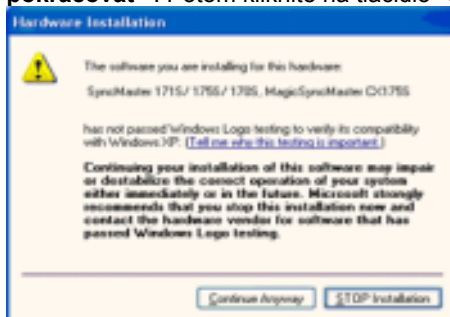 pokračovať". Potom kliknite na tlačidlo "
Hardware Installation
The software you are installing for this hardware:
SyncMaster 171S/ 175S/ 170S, MagicSyncMaster CX175S
has not passed Windows Logo testing to verify its compatibility
with Windows XP. (Tell me why this testing is important.)
Continuing your installation of this software may impair
or destabilize the correct operation of your system
either immediately or in the future. Microsoft strongly
recommends that you stop this installation now and
contact the hardware vendor for software that has
passed Windows Logo testing.
Continue Anyway
STOP Installation